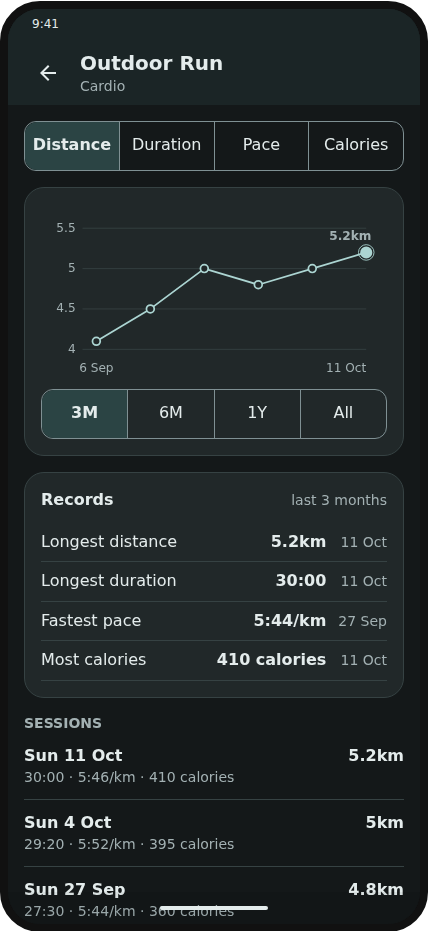 9:41
Outdoor Run
Cardio
Distance Duration Pace Calories
5.5
5.2km
5
4.5
4
6 Sep 11 Oct
3M 6M 1Y All
Records last 3 months
Longest distance 5.2km 11 Oct
Longest duration 30:00 11 Oct
Fastest pace 5:44/km 27 Sep
Most calories 410 calories 11 Oct
SESSIONS
Sun 11 Oct 5.2km
30:00 · 5:46/km · 410 calories
Sun 4 Oct 5km
29:20 · 5:52/km · 395 calories
Sun 27 Sep 4.8km
27:30 · 5:44/km · 360 calories